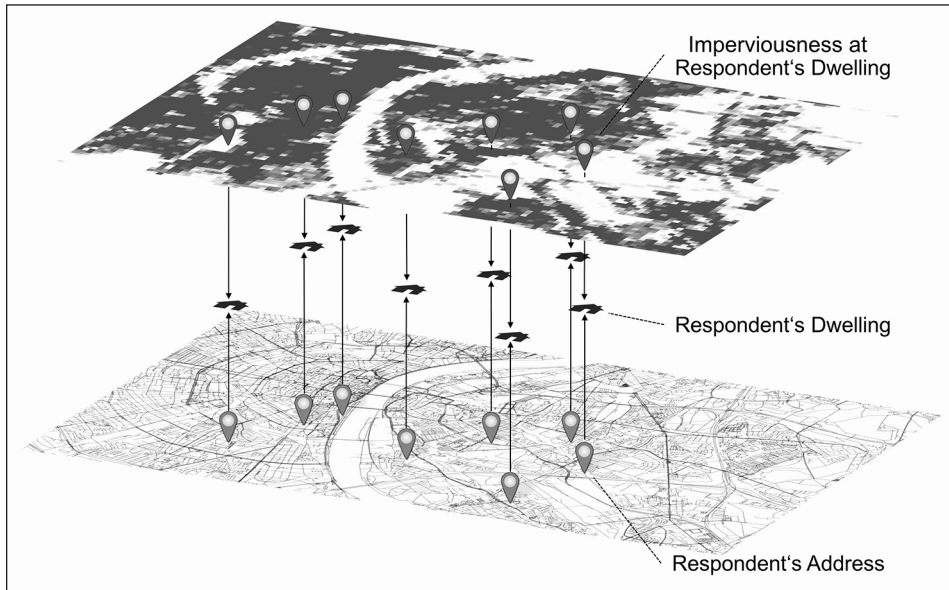 Imperviousness at
Respondent‘s Dwelling
Respondent‘s Dwelling
Respondent‘s Address